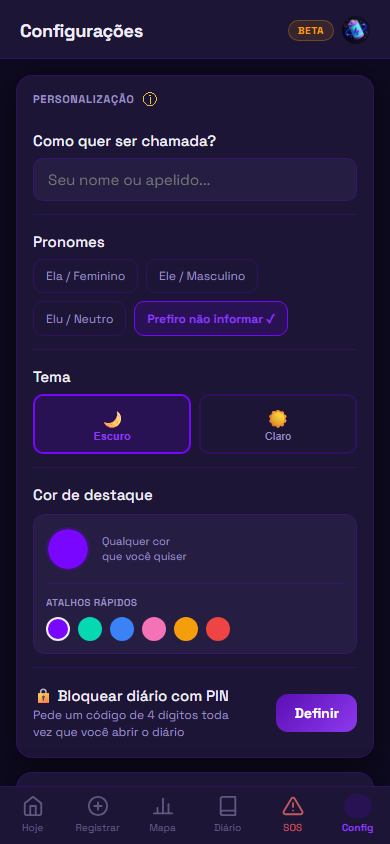 Configurações
BETA
PERSONALIZAÇÃO
Como quer ser chamada?
Seu nome ou apelido...
Pronomes
Ela / Feminino
Ele / Masculino
Elu / Neutro
Prefiro não informar ✓
Tema
Escuro
Claro
Cor de destaque
Qualquer cor
que você quiser
ATALHOS RÁPIDOS
Bloquear diário com PIN
Pede um código de 4 dígitos toda
vez que você abrir o diário
Definir
Hoje
Registrar
Mapa
Diário
SOS
Config